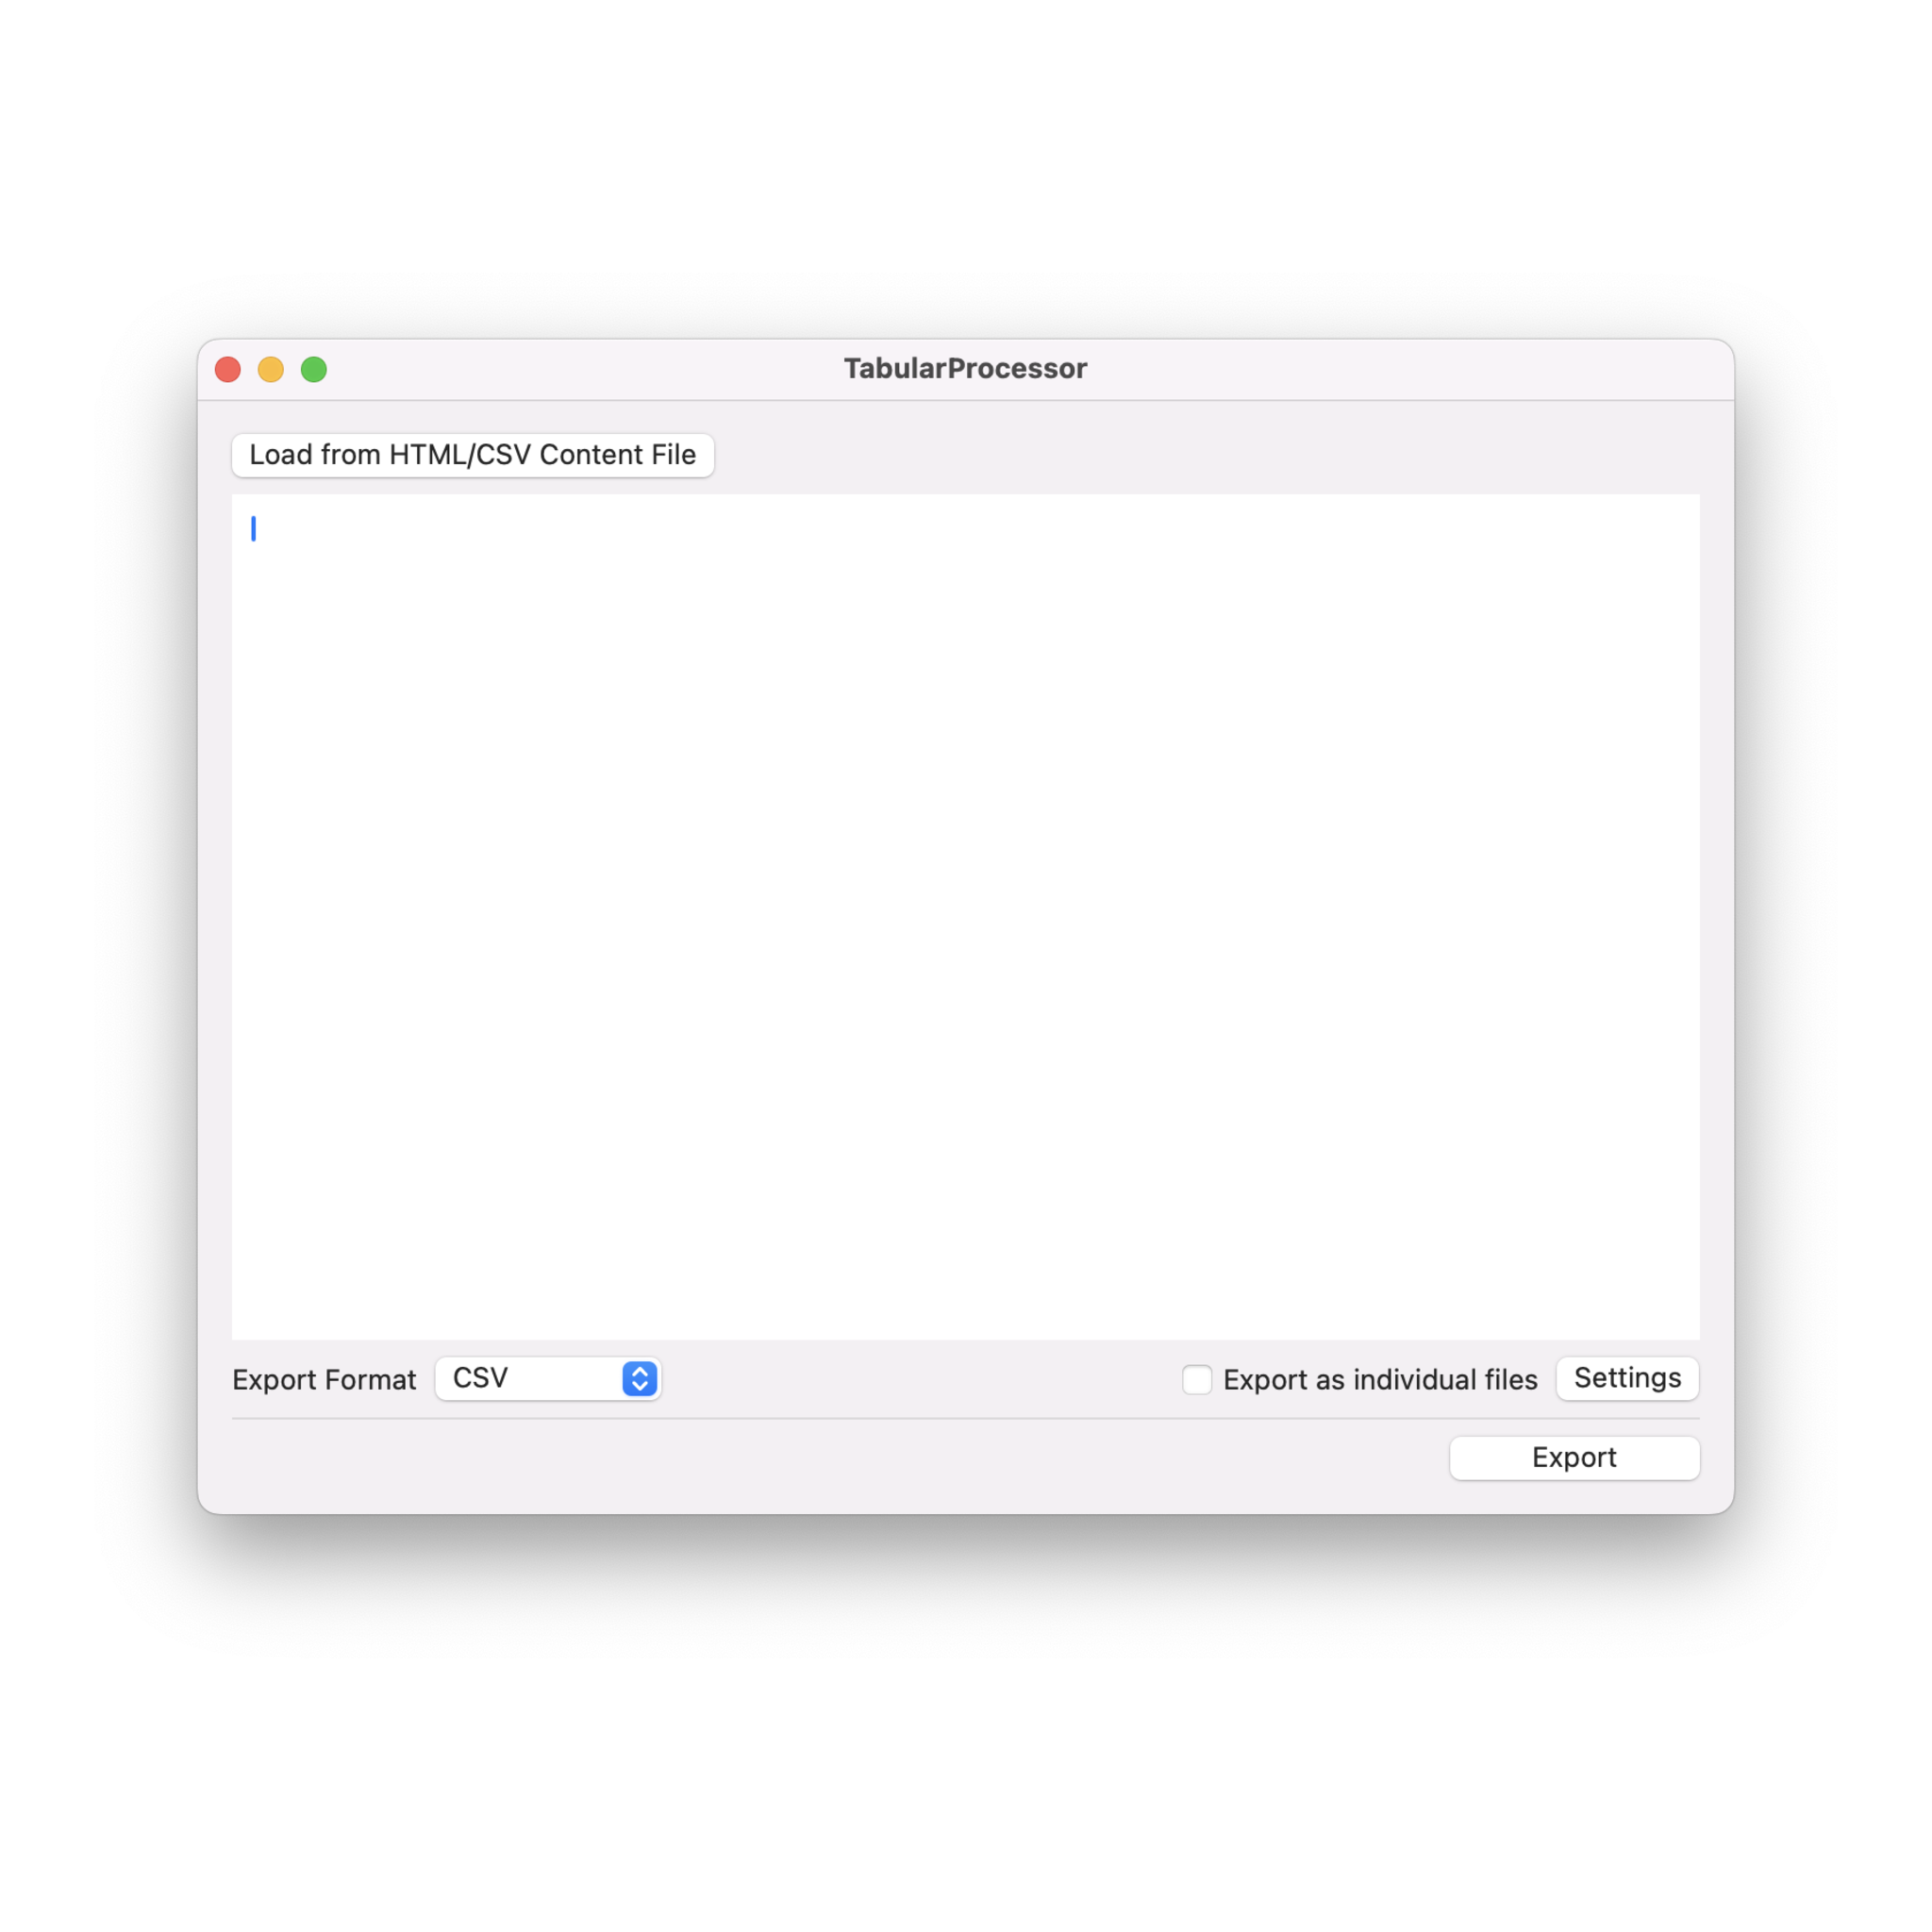 TabularProcessor
Load from HTML/CSV Content File
Export Format CSV Export as individual files Settings
Export